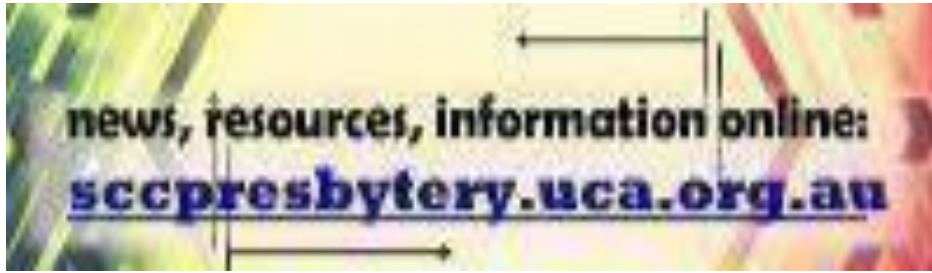 news, resources, information online:
sccpresbytery.uca.org.au